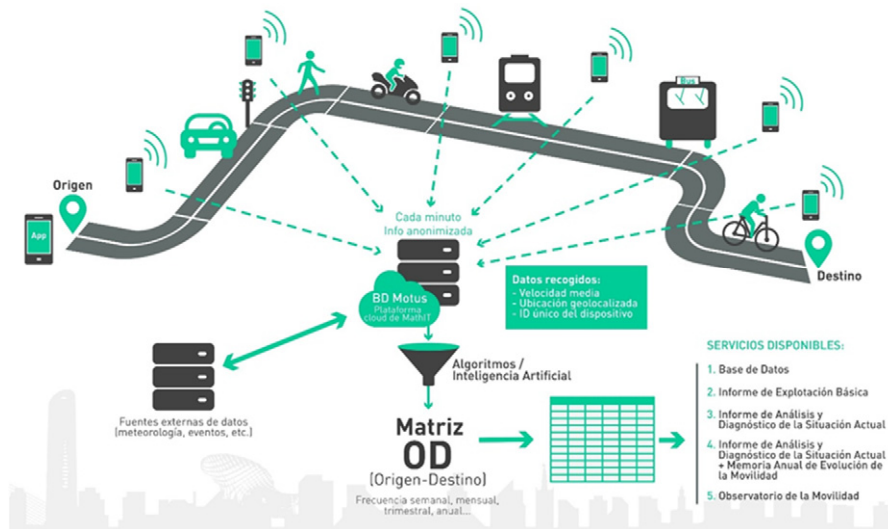 Bus
Origen
App
Cada minuto
Info anonimizada
Destino
Datos recogidos:
- Velocidad media
- Ubicación geolocalizada
- ID único del dispositivo
BD Motus
Plataforma
cloud de MathIT
Algoritmos /
Inteligencia Artificial
Fuentes externas de datos
(meteorología, eventos, etc.)
Matriz
OD
(Origen-Destino)
Frecuencia semanal, mensual,
trimestral, anual...
SERVICIOS DISPONIBLES:
1. Base de Datos
2. Informe de Explotación Básica
3. Informe de Análisis y
Diagnóstico de la Situación Actual
4. Informe de Análisis y
Diagnóstico de la Situación Actual
+ Memoria Anual de Evolución de
la Movilidad
5. Observatorio de la Movilidad